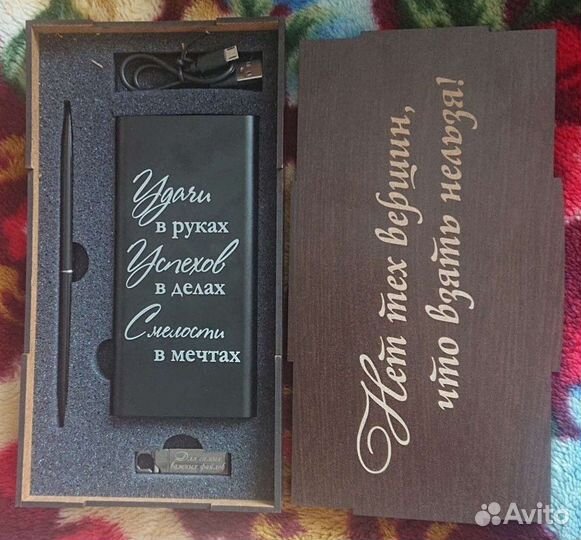 Удачи
в руках
Успехов
в делах
Смелости
в мечтах
Для самых
важных файлов
Нет тех вершин,
что взять нельзя!
Avito